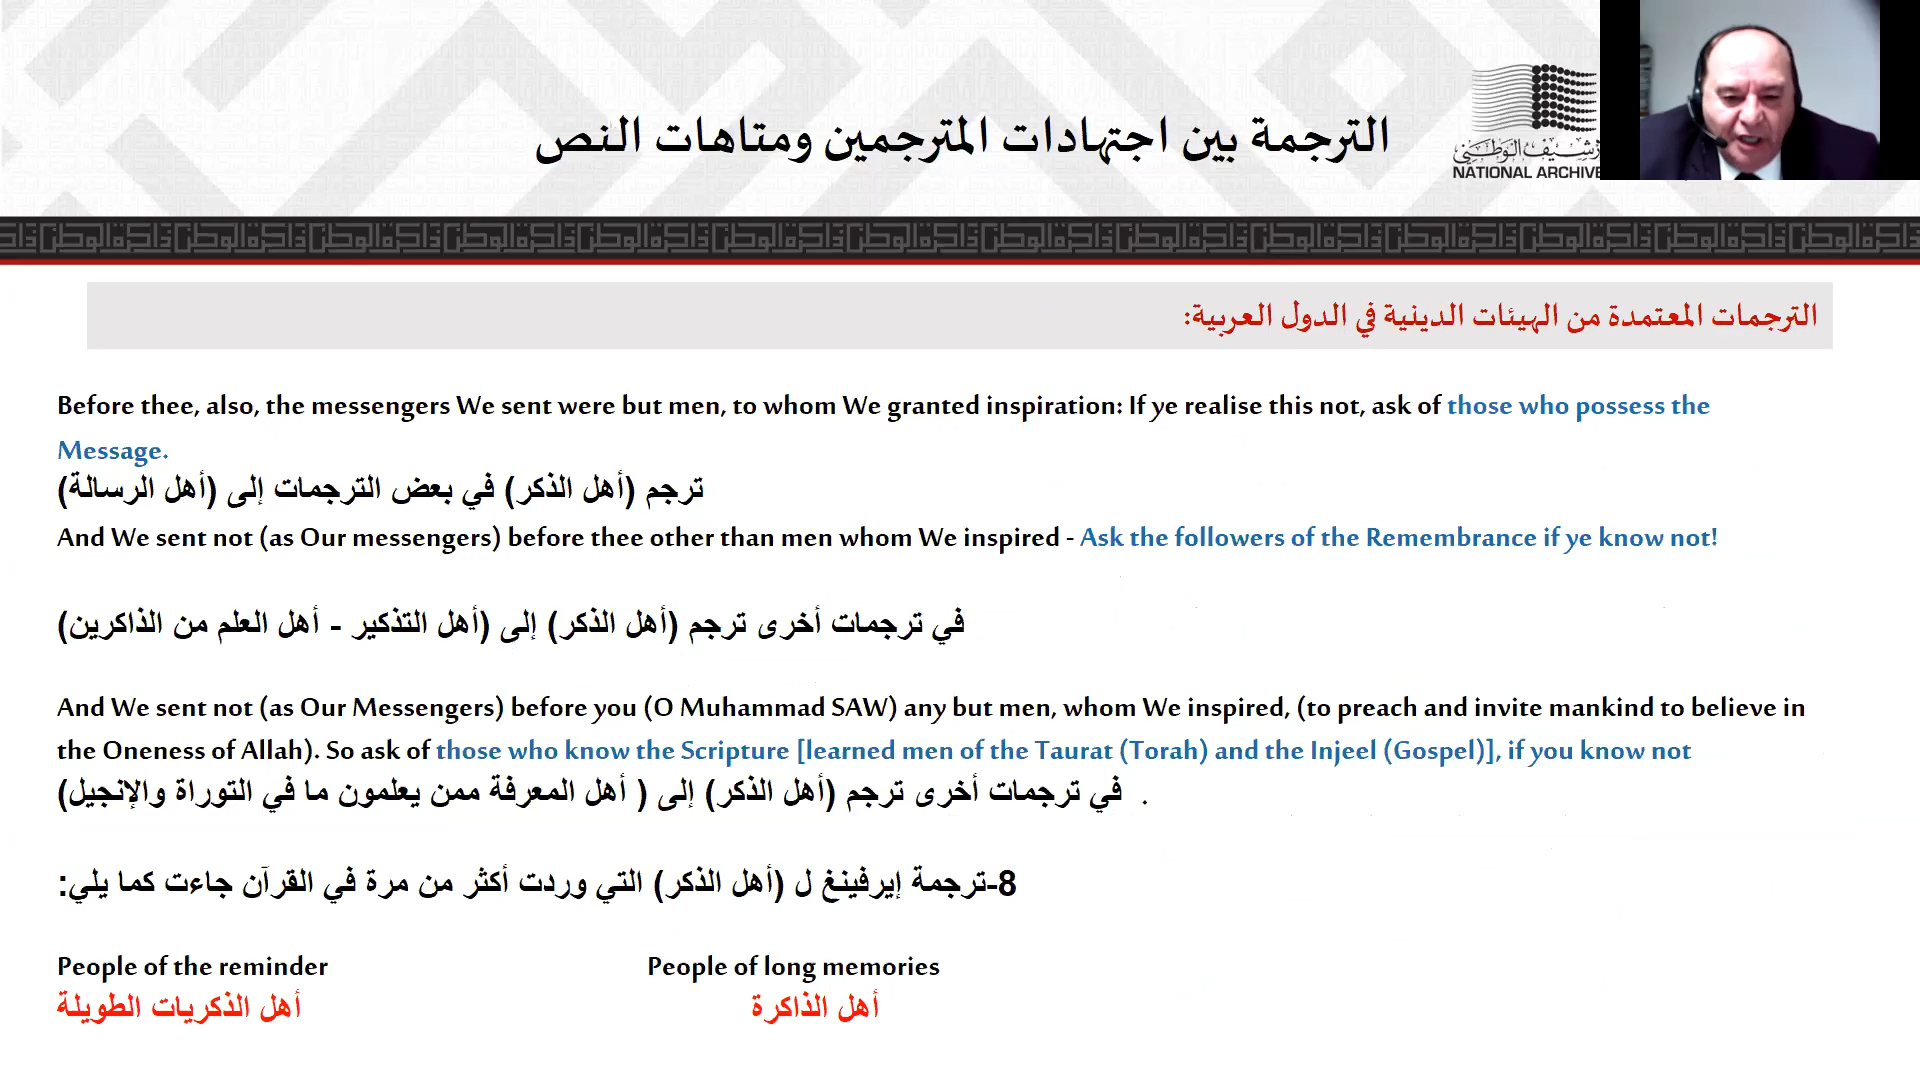 الترجمة بين اجتهادات المترجمين ومتاهات النص
NATIONAL ARCHIVE
الترجمات المعتمدة من الهيئات الدينية في الدول العربية:
Before thee, also, the messengers We sent were but men, to whom We granted inspiration: If ye realise this not, ask of those who possess the
Message.
ترجم (أهل الذكر) في بعض الترجمات إلى (أهل الرسالة)
And We sent not (as Our messengers) before thee other than men whom We inspired - Ask the followers of the Remembrance if ye know not!
في ترجمات أخرى ترجم (أهل الذكر) إلى (أهل التذكير - أهل العلم من الذاكرين)
And We sent not (as Our Messengers) before you (O Muhammad SAW) any but men, whom We inspired, (to preach and invite mankind to believe in
the Oneness of Allah). So ask of those who know the Scripture [learned men of the Taurat (Torah) and the Injeel (Gospel)], if you know not
. في ترجمات أخرى ترجم (أهل الذكر) إلى ( أهل المعرفة ممن يعلمون ما في التوراة والإنجيل)
8-ترجمة إيرفينغ ل (أهل الذكر) التي وردت أكثر من مرة في القرآن جاءت كما يلي:
People of the reminder
People of long memories
أهل الذكريات الطويلة
أهل الذاكرة